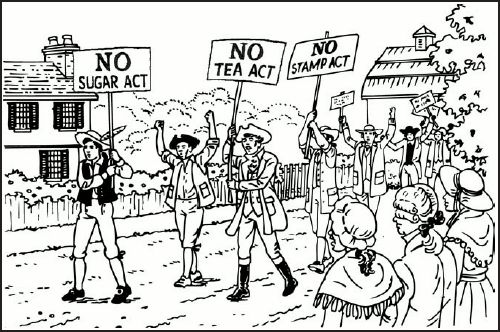 NO
SUGAR ACT
NO
TEA ACT
NO
STAMP ACT